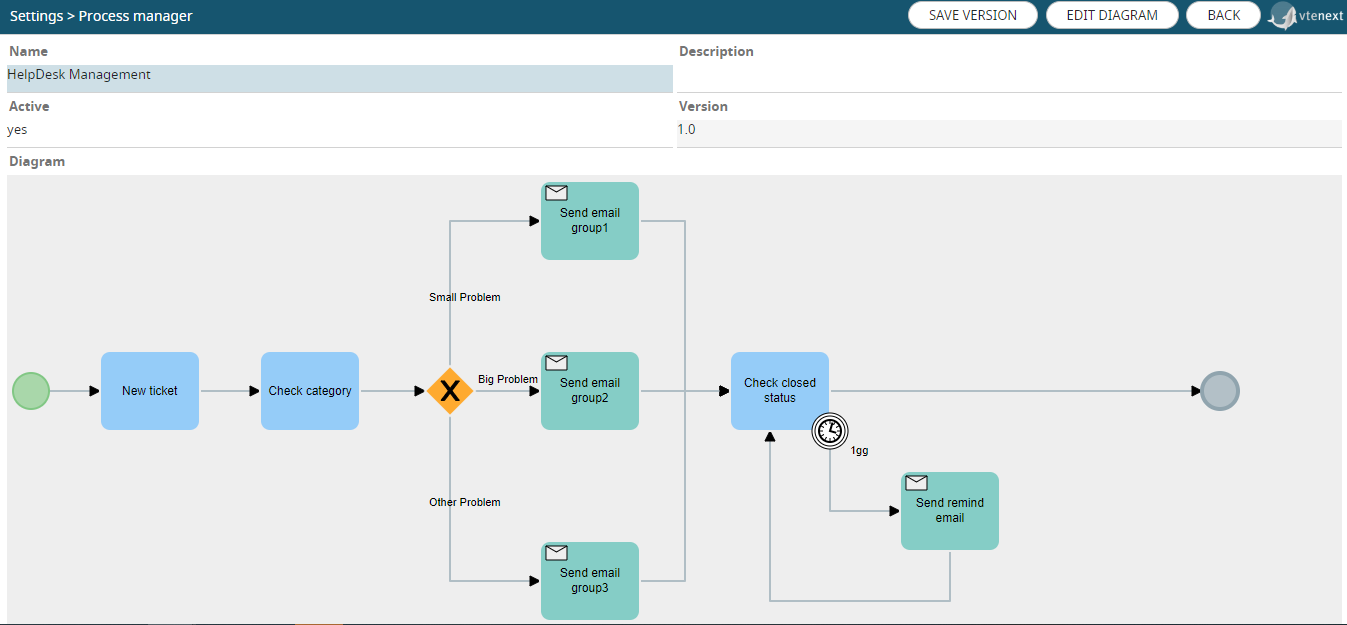 Settings > Process manager
SAVE VERSION
EDIT DIAGRAM
BACK
vtenext
Name
Description
HelpDesk Management
Active
Version
yes
1.0
Diagram
Send email
group1
Small Problem
New ticket
Check category
X
Big Problem
Send email
group2
Check closed
status
1gg
Other Problem
Send remind
email
Send email
group3